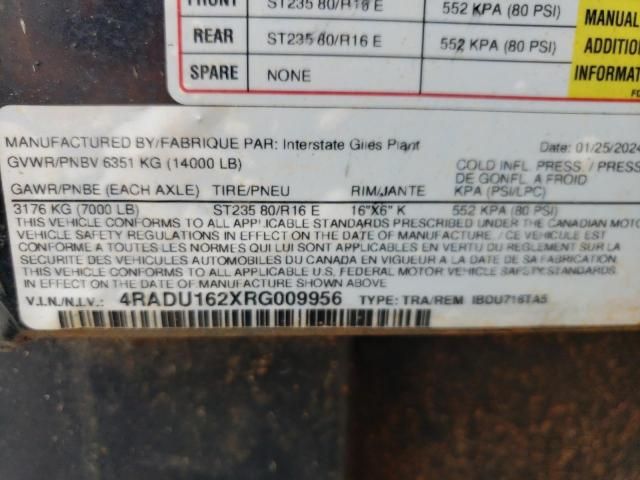 FRONT ST235 80/R16 E 552 KPA (80 PSI) MANUAL
REAR ST235 80/R16 E 552 KPA (80 PSI) ADDITION
SPARE NONE INFORMAT
MANUFACTURED BY/FABRIQUE PAR: Interstate Giles Plant Date: 01/25/2024
GVWR/PNBV 6351 KG (14000 LB) COLD INFL. PRESS. / PRESS
DE GONFL. A FROID
GAWR/PNBE (EACH AXLE) TIRE/PNEU RIM/JANTE KPA (PSI/LPC)
3176 KG (7000 LB) ST235 80/R16 E 16"X6" K 552 KPA (80 PSI)
THIS VEHICLE CONFORMS TO ALL APPLICABLE STANDARDS PRESCRIBED UNDER THE CANADIAN MOTO
VEHICLE SAFETY REGULATIONS IN EFFECT ON THE DATE OF MANUFACTURE. / CE VEHICULE EST
CONFORME A TOUTES LES NORMES QUI LUI SONT APPLICABLES EN VERTU DU REGLEMENT SUR LA
SECURITE DES VEHICULES AUTOMOBILES DU CANADA EN VIGUEUR A LA DATE DE SA FABRICATION.
THIS VEHICLE CONFORMS TO ALL APPLICABLE U.S. FEDERAL MOTOR VEHICLE SAFETY STANDARDS
IN EFFECT ON THE DATE OF MANUFACTURE SHOWN ABOVE
V.I.N./N.I.V.: 4RADU162XRG009956 TYPE: TRA/REM IBDU716TA5